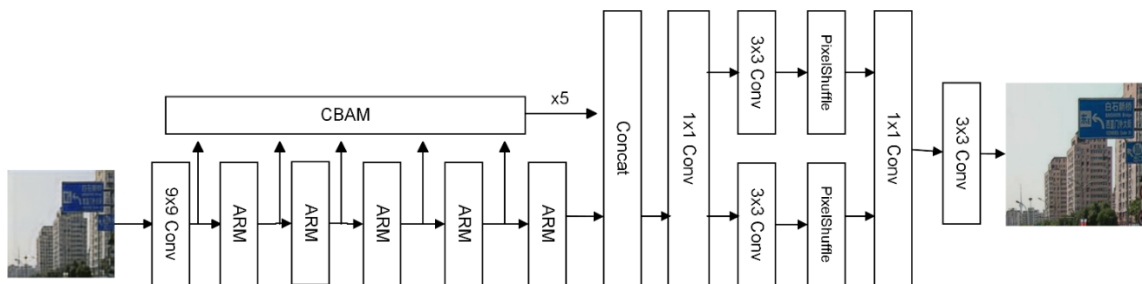 CBAM
x5
9x9 Conv
ARM
ARM
ARM
ARM
ARM
Concat
1x1 Conv
3x3 Conv
PixelShuffle
3x3 Conv
PixelShuffle
1x1 Conv
3x3 Conv